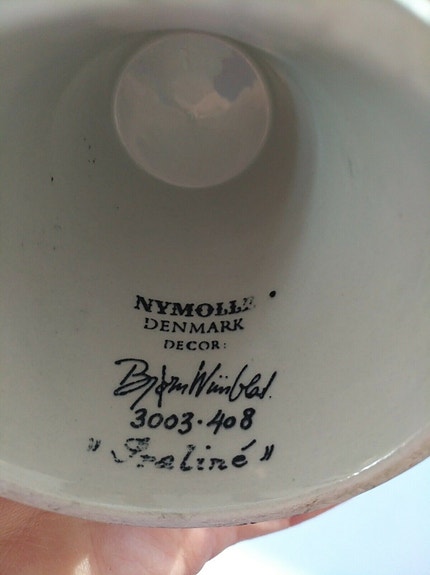 NYMOLLE
DENMARK
DECOR:
Bjørn Wiinblad.
3003-408
"Praliné"